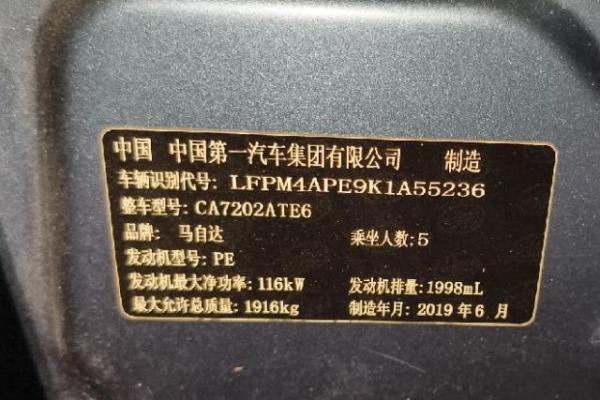 中国 中国第一汽车集团有限公司 制造
车辆识别代号: LFPM4APE9K1A55236
整车型号: CA7202ATE6
品牌: 马自达 乘坐人数: 5
发动机型号: PE
发动机最大净功率: 116kW 发动机排量: 1998mL
最大允许总质量: 1916kg 制造年月: 2019 年 6 月